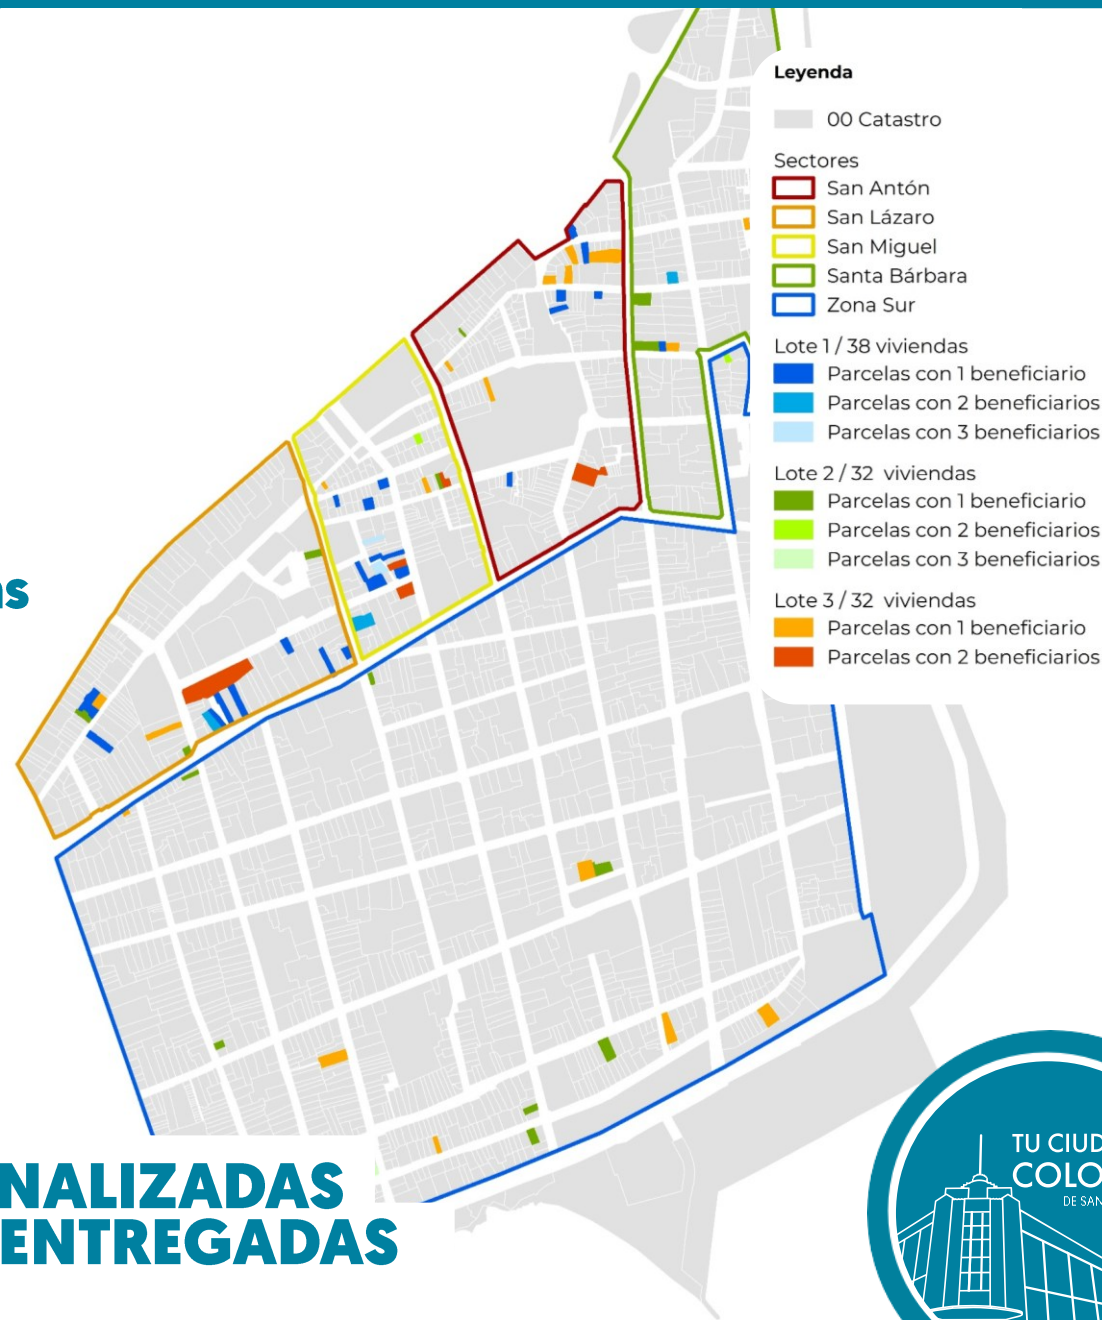 Leyenda
00 Catastro
Sectores
San Antón
San Lázaro
San Miguel
Santa Bárbara
Zona Sur
Lote 1 / 38 viviendas
Parcelas con 1 beneficiario
Parcelas con 2 beneficiarios
Parcelas con 3 beneficiarios
Lote 2 / 32 viviendas
Parcelas con 1 beneficiario
Parcelas con 2 beneficiarios
Parcelas con 3 beneficiarios
Lote 3 / 32 viviendas
Parcelas con 1 beneficiario
Parcelas con 2 beneficiarios
NALIZADAS
ENTREGADAS
TU CIUD
COLO
DE SAN